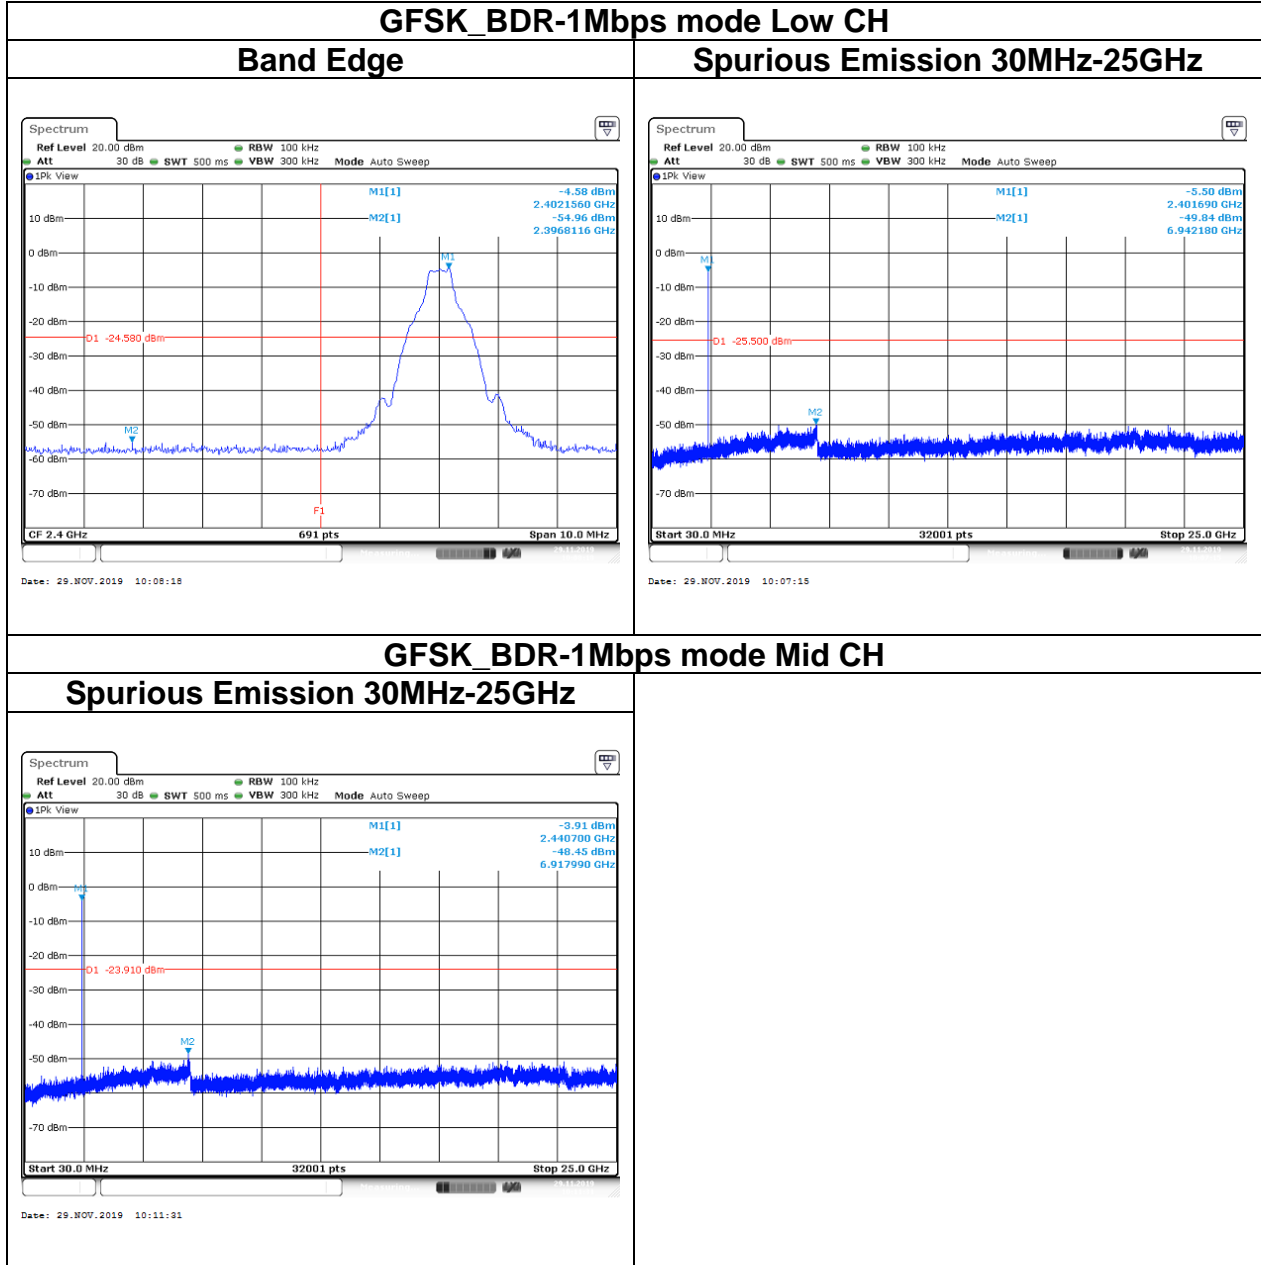 GFSK_BDR-1Mbps mode Low CH
Band Edge
Spurious Emission 30MHz-25GHz
Spectrum
Ref Level 20.00 dBm RBW 100 kHz
Att 30 dB SWT 500 ms VBW 300 kHz Mode Auto Sweep
1Pk View
M1[1] -4.58 dBm
2.4021560 GHz
M2[1] -54.96 dBm
2.3968116 GHz
10 dBm
0 dBm
M1
-10 dBm
-20 dBm
D1 -24.580 dBm
-30 dBm
-40 dBm
-50 dBm
M2
-60 dBm
-70 dBm
F1
CF 2.4 GHz 691 pts Span 10.0 MHz
29.11.2019
Date: 29.NOV.2019 10:08:18
Spectrum
Ref Level 20.00 dBm RBW 100 kHz
Att 30 dB SWT 500 ms VBW 300 kHz Mode Auto Sweep
1Pk View
M1[1] -5.50 dBm
2.401690 GHz
M2[1] -49.84 dBm
6.942180 GHz
10 dBm
0 dBm
M1
-10 dBm
-20 dBm
D1 -25.500 dBm
-30 dBm
-40 dBm
M2
-50 dBm
-70 dBm
Start 30.0 MHz 32001 pts Stop 25.0 GHz
29.11.2019
Date: 29.NOV.2019 10:07:15
GFSK_BDR-1Mbps mode Mid CH
Spurious Emission 30MHz-25GHz
Spectrum
Ref Level 20.00 dBm RBW 100 kHz
Att 30 dB SWT 500 ms VBW 300 kHz Mode Auto Sweep
1Pk View
M1[1] -3.91 dBm
2.440700 GHz
M2[1] -48.45 dBm
6.917990 GHz
10 dBm
0 dBm
M1
-10 dBm
-20 dBm
D1 -23.910 dBm
-30 dBm
-40 dBm
M2
-50 dBm
-70 dBm
Start 30.0 MHz 32001 pts Stop 25.0 GHz
29.11.2019
Date: 29.NOV.2019 10:11:31